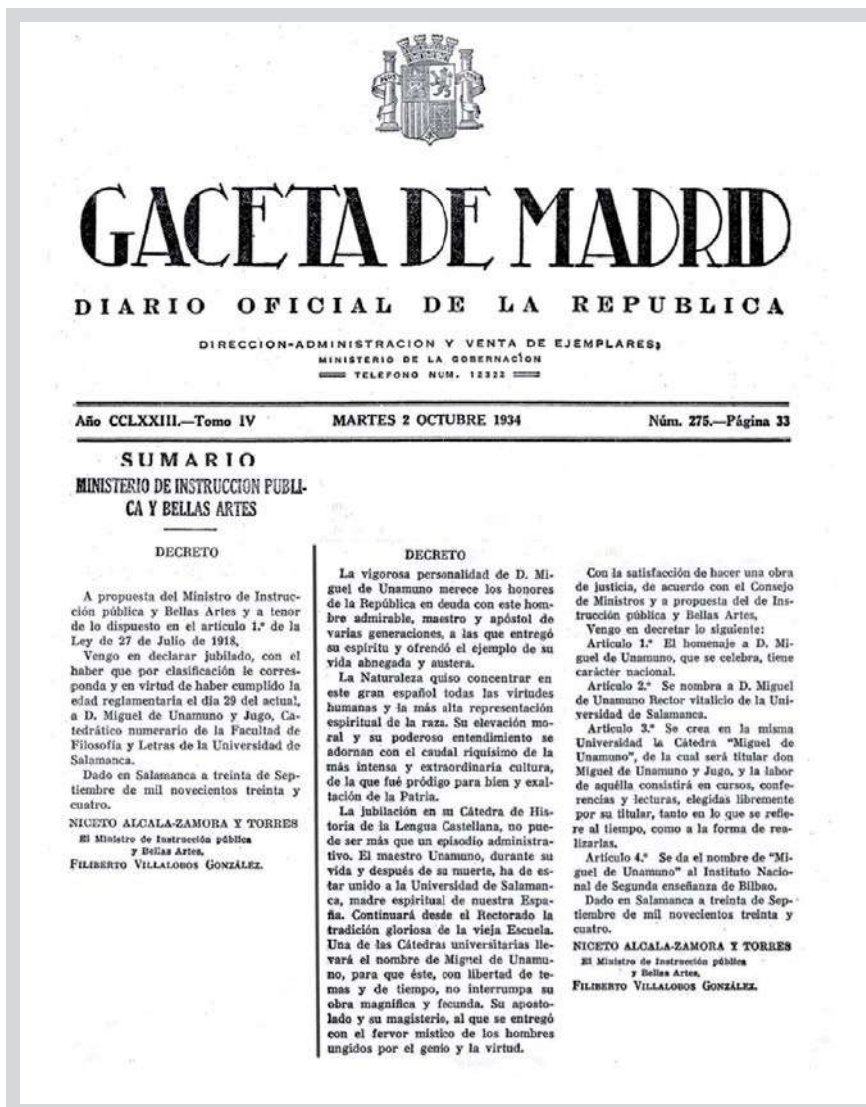 GACETA DE MADRID
DIARIO OFICIAL DE LA REPUBLICA
DIRECCION-ADMINISTRACION Y VENTA DE EJEMPLARES:
MINISTERIO DE LA GOBERNACIÓN
TELEFONO NUM. 12322
Año CCLXXIII.—Tomo IV MARTES 2 OCTUBRE 1934 Núm. 275.—Página 33
SUMARIO
MINISTERIO DE INSTRUCCION PUBLI-
CA Y BELLAS ARTES
DECRETO
A propuesta del Ministro de Instruc-
ción pública y Bellas Artes y a tenor
de lo dispuesto en el artículo 1.º de la
Ley de 27 de Julio de 1918,
Vengo en declarar jubilado, con el
haber que por clasificación le corres-
ponda y en virtud de haber cumplido la
edad reglamentaria el día 29 del actual,
a D. Miguel de Unamuno y Jugo, Ca-
tedrático numerario de la Facultad de
Filosofía y Letras de la Universidad de
Salamanca.
Dado en Salamanca a treinta de Sep-
tiembre de mil novecientos treinta y
cuatro.
NICETO ALCALA-ZAMORA Y TORRES
El Ministro de Instrucción pública
y Bellas Artes,
FILIBERTO VILLALOBOS GONZÁLEZ.
DECRETO
La vigorosa personalidad de D. Mi-
guel de Unamuno merece los honores
de la República en deuda con este hom-
bre admirable, maestro y apóstol de
varias generaciones, a las que entregó
su espíritu y ofrendó el ejemplo de su
vida abnegada y austera.
La Naturaleza quiso concentrar en
este gran español todas las virtudes
humanas y la más alta representación
espiritual de la raza. Su elevación mo-
ral y su poderoso entendimiento se
adornan con el caudal riquísimo de la
más intensa y extraordinaria cultura,
de la que fué pródigo para bien y exal-
tación de la Patria.
La jubilación en su Cátedra de His-
toria de la Lengua Castellana, no pue-
de ser más que un episodio administra-
tivo. El maestro Unamuno, durante su
vida y después de su muerte, ha de es-
tar unido a la Universidad de Salaman-
ca, madre espiritual de nuestra Espa-
ña. Continuará desde el Rectorado la
tradición gloriosa de la vieja Escuela.
Una de las Cátedras universitarias lle-
vará el nombre de Miguel de Unamu-
no, para que éste, con libertad de te-
mas y de tiempo, no interrumpa su
obra magnífica y fecunda. Su aposto-
lado y su magisterio, al que se entregó
con el fervor místico de los hombres
ungidos por el genio y la virtud.
Con la satisfacción de hacer una obra
de justicia, de acuerdo con el Consejo
de Ministros y a propuesta del de Ins-
trucción pública y Bellas Artes,
Vengo en decretar lo siguiente:
Artículo 1.º El homenaje a D. Mi-
guel de Unamuno, que se celebra, tiene
carácter nacional.
Artículo 2.º Se nombra a D. Miguel
de Unamuno Rector vitalicio de la Uni-
versidad de Salamanca.
Artículo 3.º Se crea en la misma
Universidad la Cátedra "Miguel de
Unamuno", de la cual será titular don
Miguel de Unamuno y Jugo, y la labor
de aquélla consistirá en cursos, confe-
rencias y lecturas, elegidas libremente
por su titular, tanto en lo que se refie-
re al tiempo, como a la forma de rea-
lizarlas.
Artículo 4.º Se da el nombre de "Mi-
guel de Unamuno" al Instituto Nacio-
nal de Segunda enseñanza de Bilbao.
Dado en Salamanca a treinta de Sep-
tiembre de mil novecientos treinta y
cuatro.
NICETO ALCALA-ZAMORA Y TORRES
El Ministro de Instrucción pública
y Bellas Artes,
FILIBERTO VILLALOBOS GONZÁLEZ.